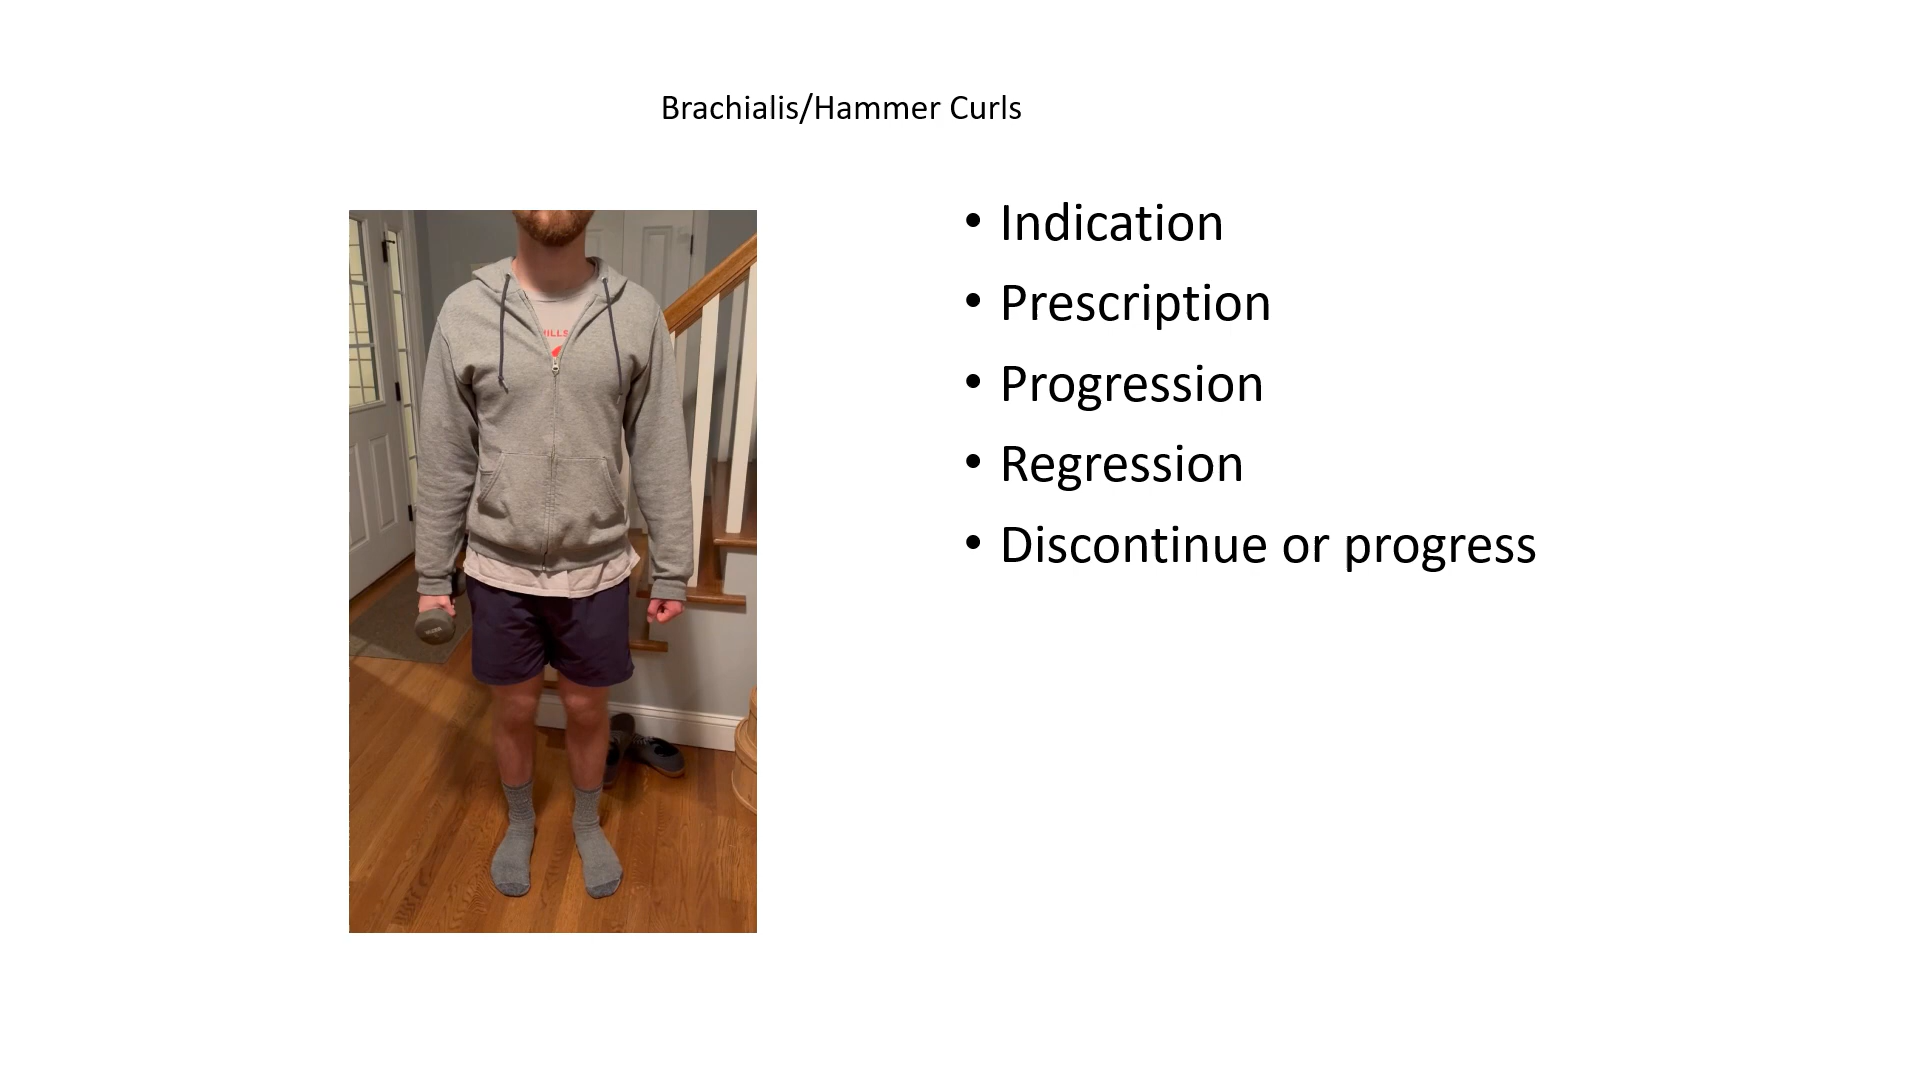 Brachialis/Hammer Curls
• Indication
• Prescription
• Progression
• Regression
• Discontinue or progress